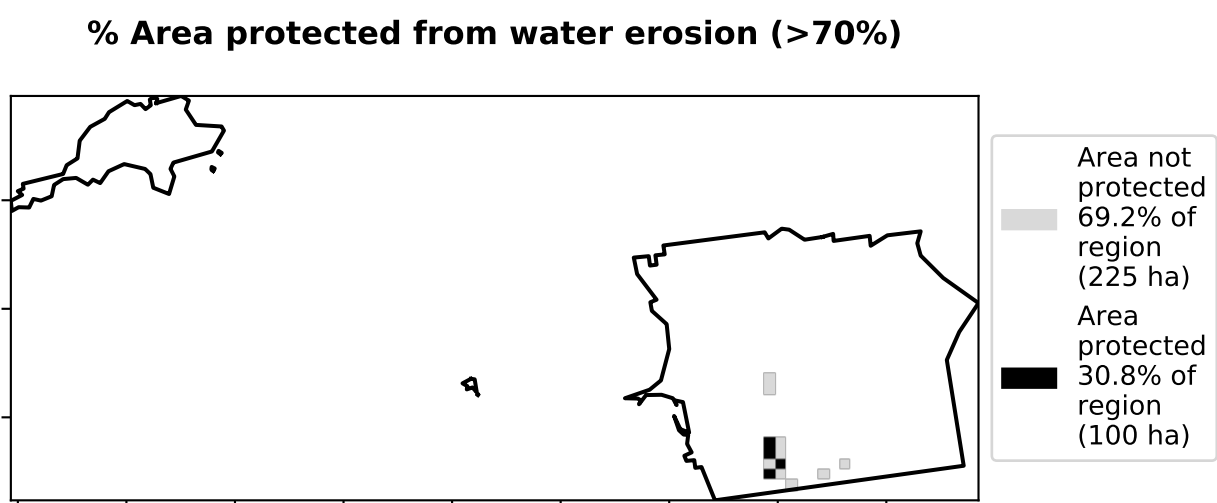 % Area protected from water erosion (>70%)
Area not
protected
69.2% of
region
(225 ha)
Area
protected
30.8% of
region
(100 ha)